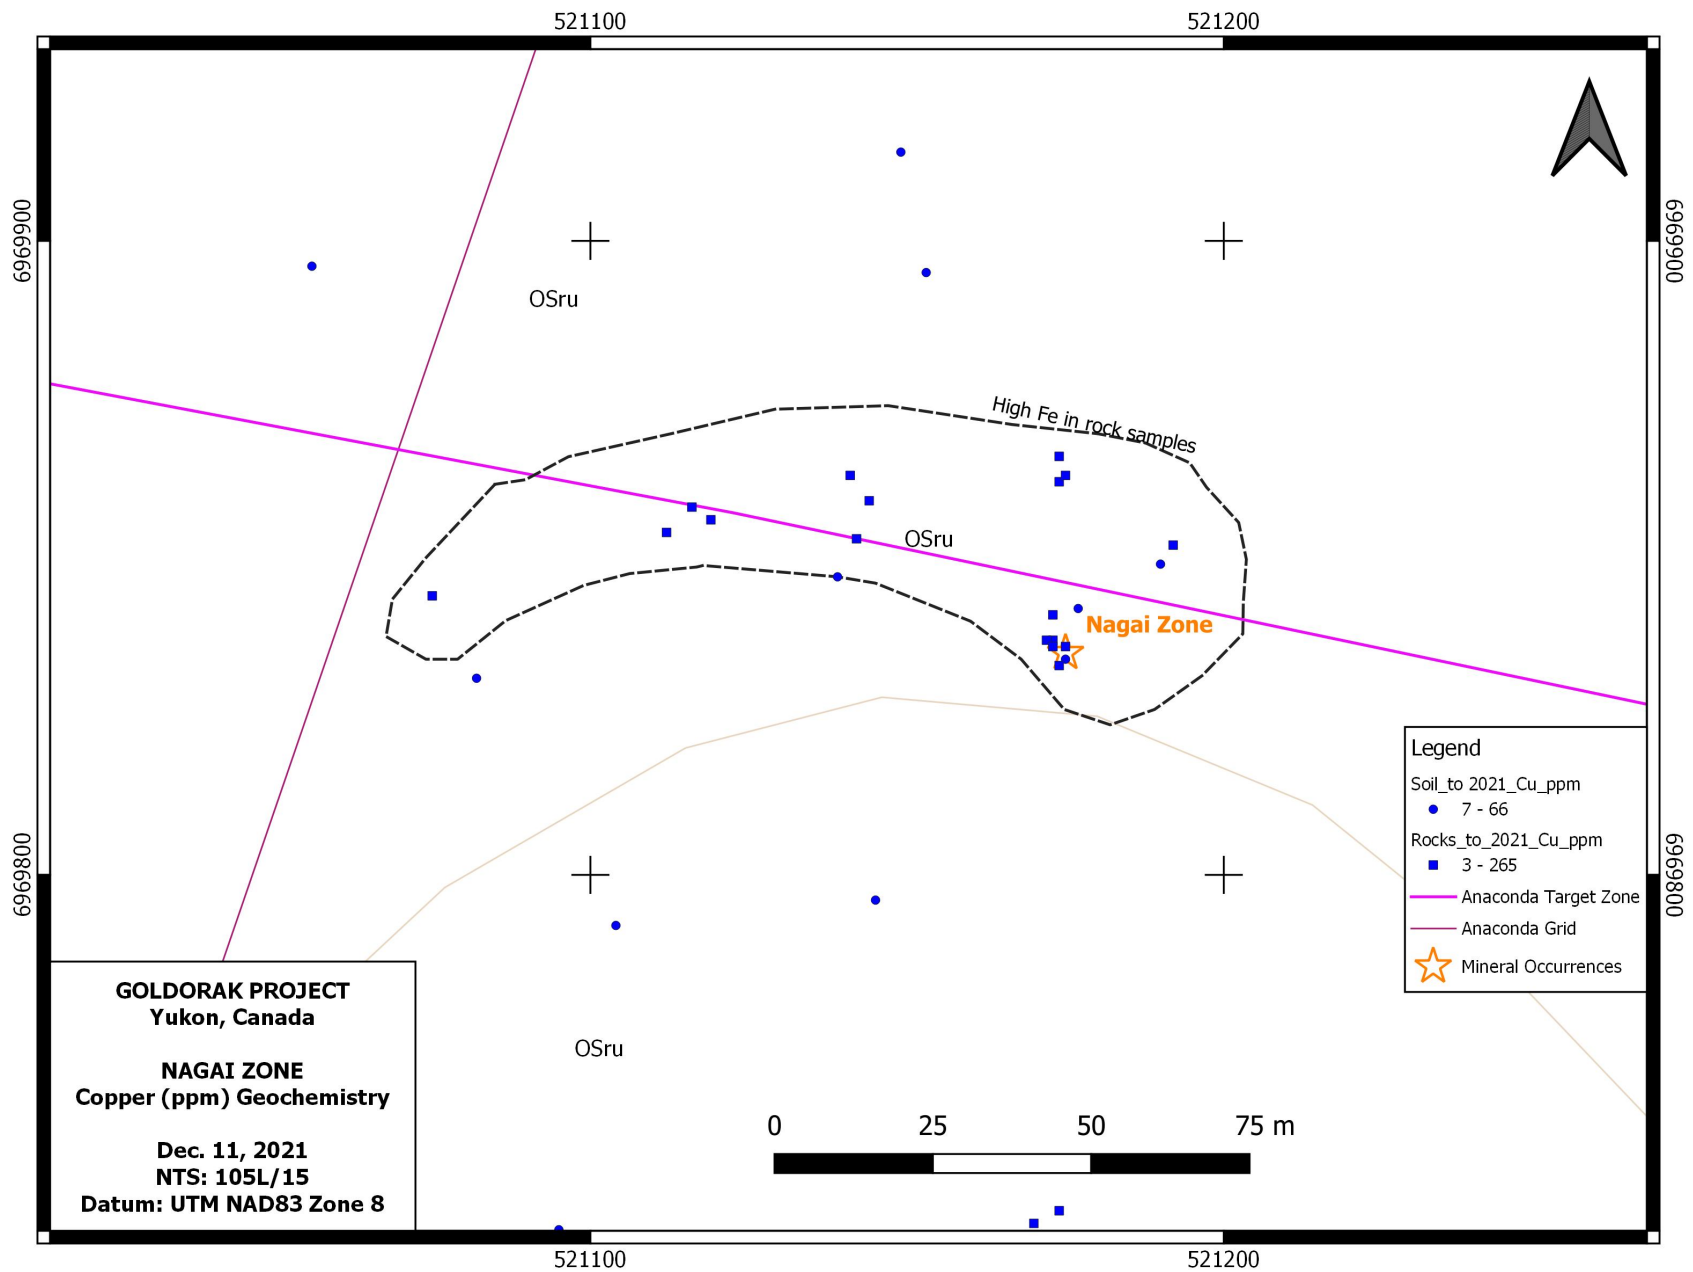 521100
521200
6969900
6969900
OSru
High Fe in rock samples
OSru
Nagai Zone
Legend
Soil_to 2021_Cu_ppm
7 - 66
Rocks_to_2021_Cu_ppm
3 - 265
Anaconda Target Zone
Anaconda Grid
Mineral Occurrences
6969800
6969800
GOLDORAK PROJECT
Yukon, Canada
NAGAI ZONE
Copper (ppm) Geochemistry
Dec. 11, 2021
NTS: 105L/15
Datum: UTM NAD83 Zone 8
OSru
0 25 50 75 m
521100
521200